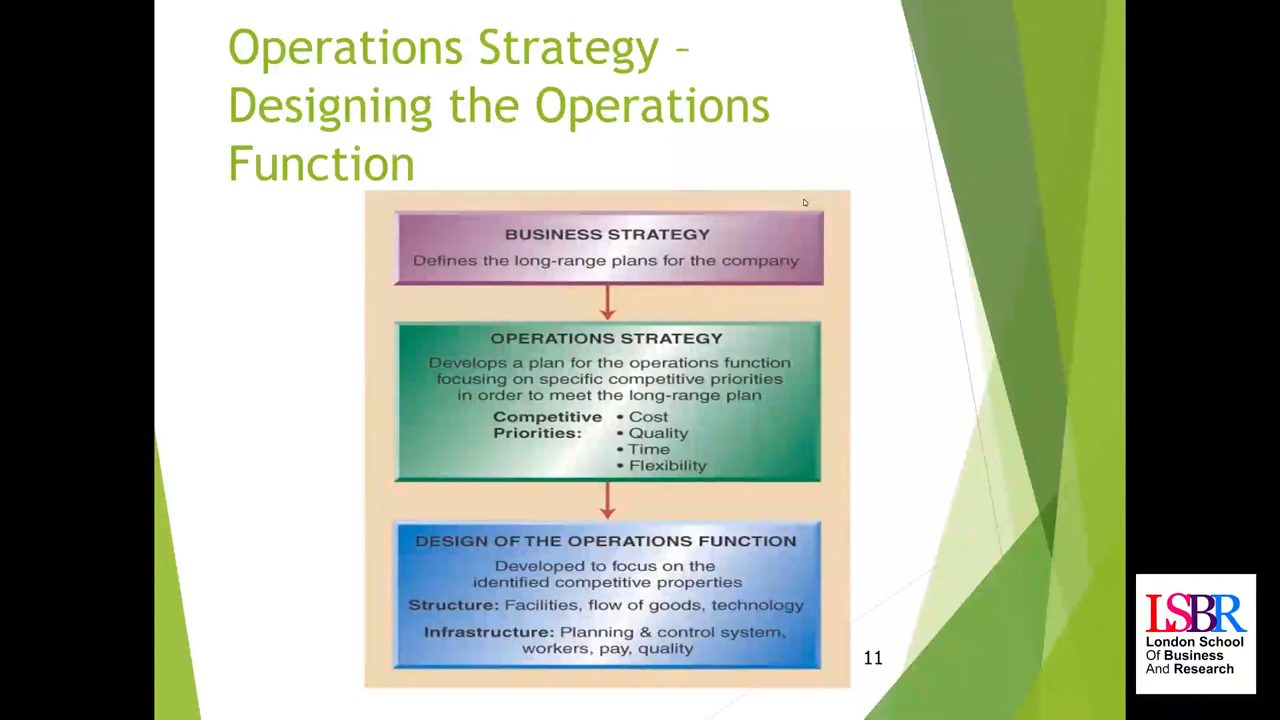 Operations Strategy –
Designing the Operations
Function
BUSINESS STRATEGY
Defines the long-range plans for the company
OPERATIONS STRATEGY
Develops a plan for the operations function
focusing on specific competitive priorities
in order to meet the long-range plan
Competitive • Cost
Priorities: • Quality
• Time
• Flexibility
DESIGN OF THE OPERATIONS FUNCTION
Developed to focus on the
identified competitive properties
Structure: Facilities, flow of goods, technology
Infrastructure: Planning & control system,
workers, pay, quality
11
LSBR
London School
Of Business
And Research